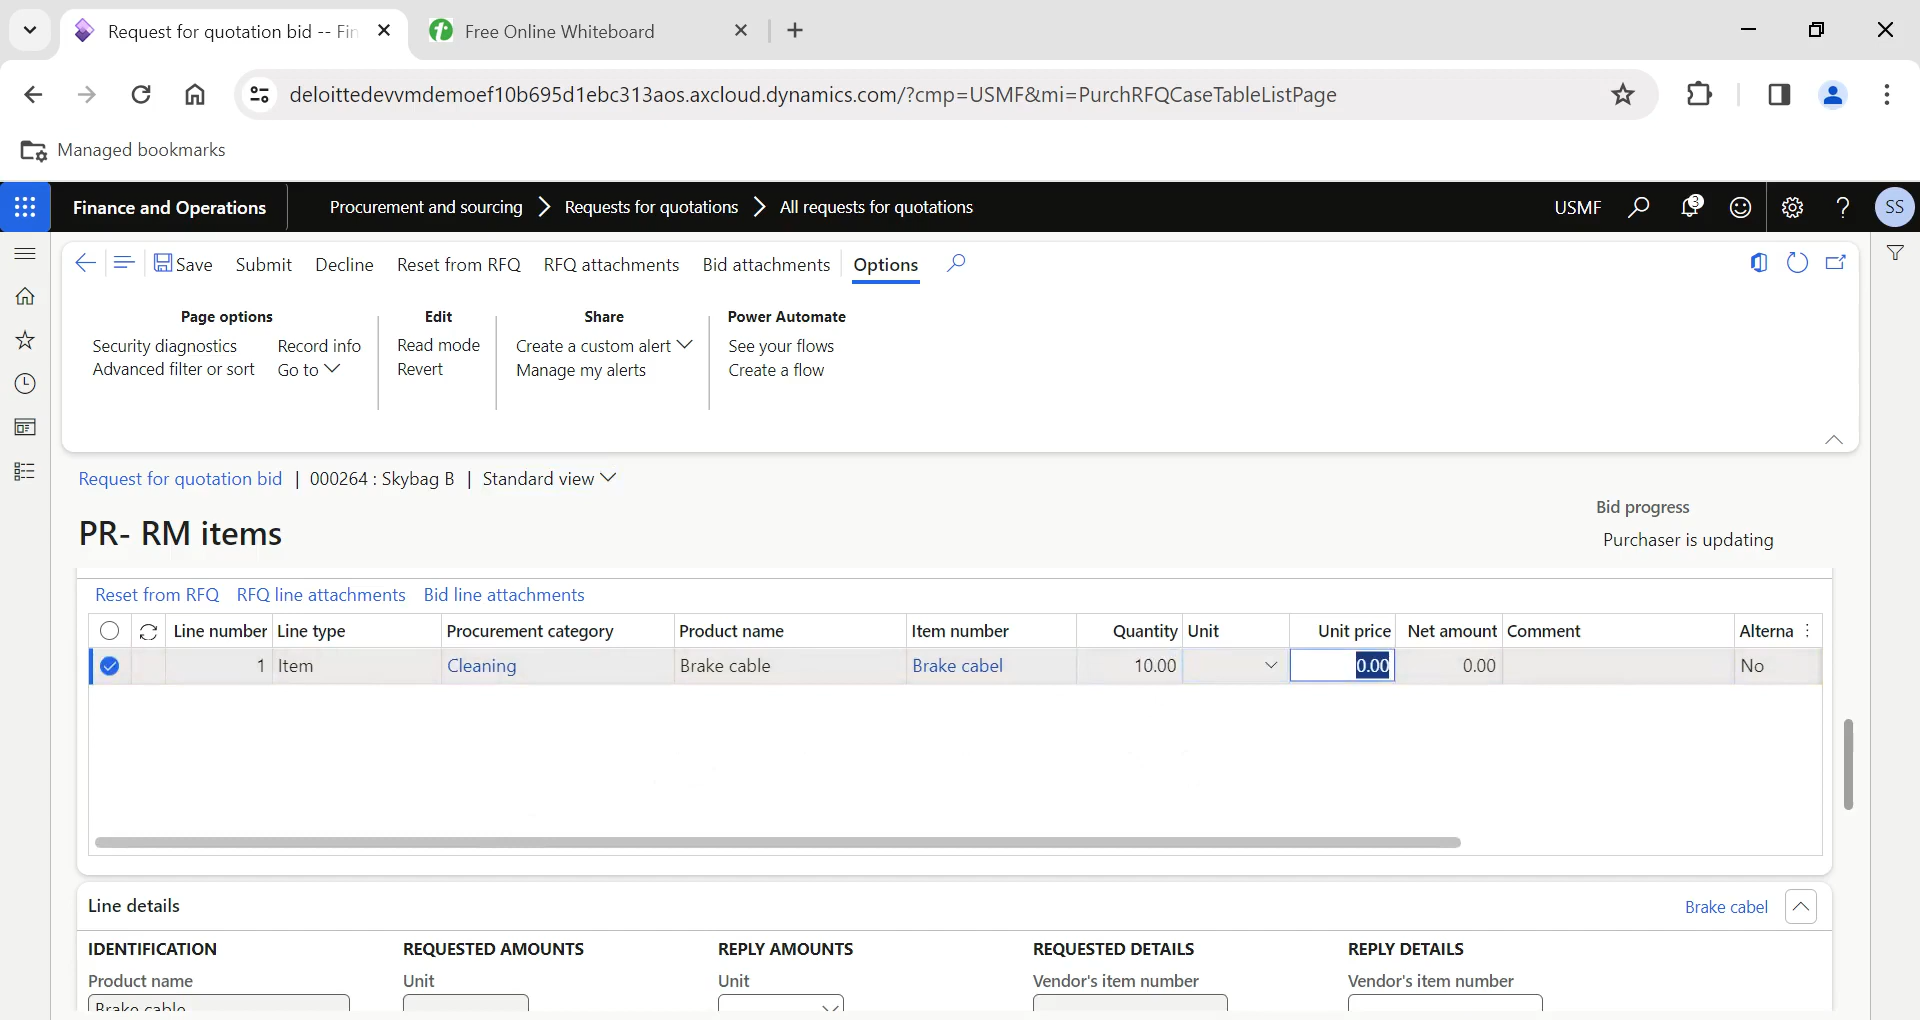 Request for quotation bid -- Fin
Free Online Whiteboard
deloittedevvmdemoef10b695d1ebc313aos.axcloud.dynamics.com/?cmp=USMF&mi=PurchRFQCaseTableListPage
Managed bookmarks
Finance and Operations
Procurement and sourcing
Requests for quotations
All requests for quotations
USMF
3
SS
Save Submit Decline Reset from RFQ RFQ attachments Bid attachments Options
Page options Edit Share Power Automate
Security diagnostics Record info Read mode Create a custom alert See your flows
Advanced filter or sort Go to Revert Manage my alerts Create a flow
Request for quotation bid | 000264 : Skybag B | Standard view
Bid progress
PR- RM items
Purchaser is updating
Reset from RFQ RFQ line attachments Bid line attachments
Line number Line type Procurement category Product name Item number Quantity Unit Unit price Net amount Comment Alterna
1 Item Cleaning Brake cable Brake cabel 10.00 0.00 0.00 No
Line details Brake cabel
IDENTIFICATION REQUESTED AMOUNTS REPLY AMOUNTS REQUESTED DETAILS REPLY DETAILS
Product name Unit Unit Vendor's item number Vendor's item number
Brake cable